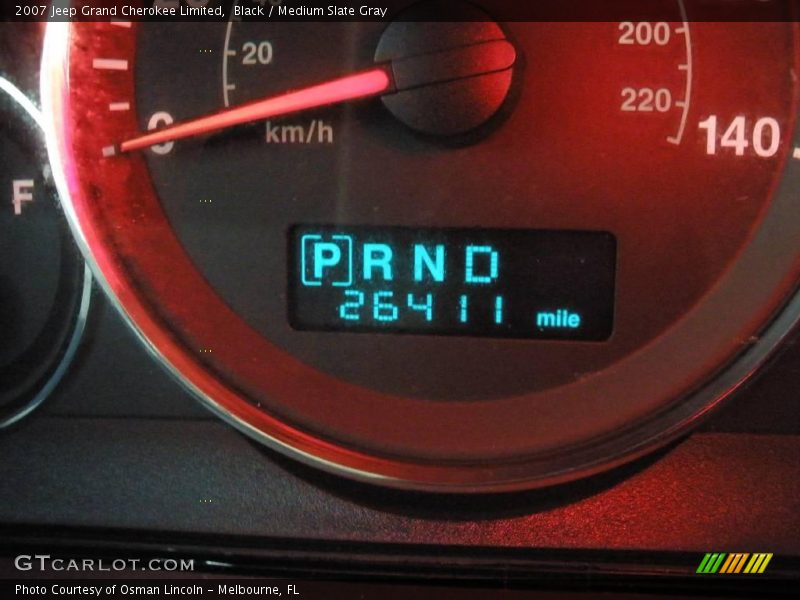 2007 Jeep Grand Cherokee Limited, Black / Medium Slate Gray
20
200
0
km/h
220
140
F
[P] R N D
26411 mile
GTCARLOT.COM
Photo Courtesy of Osman Lincoln - Melbourne, FL